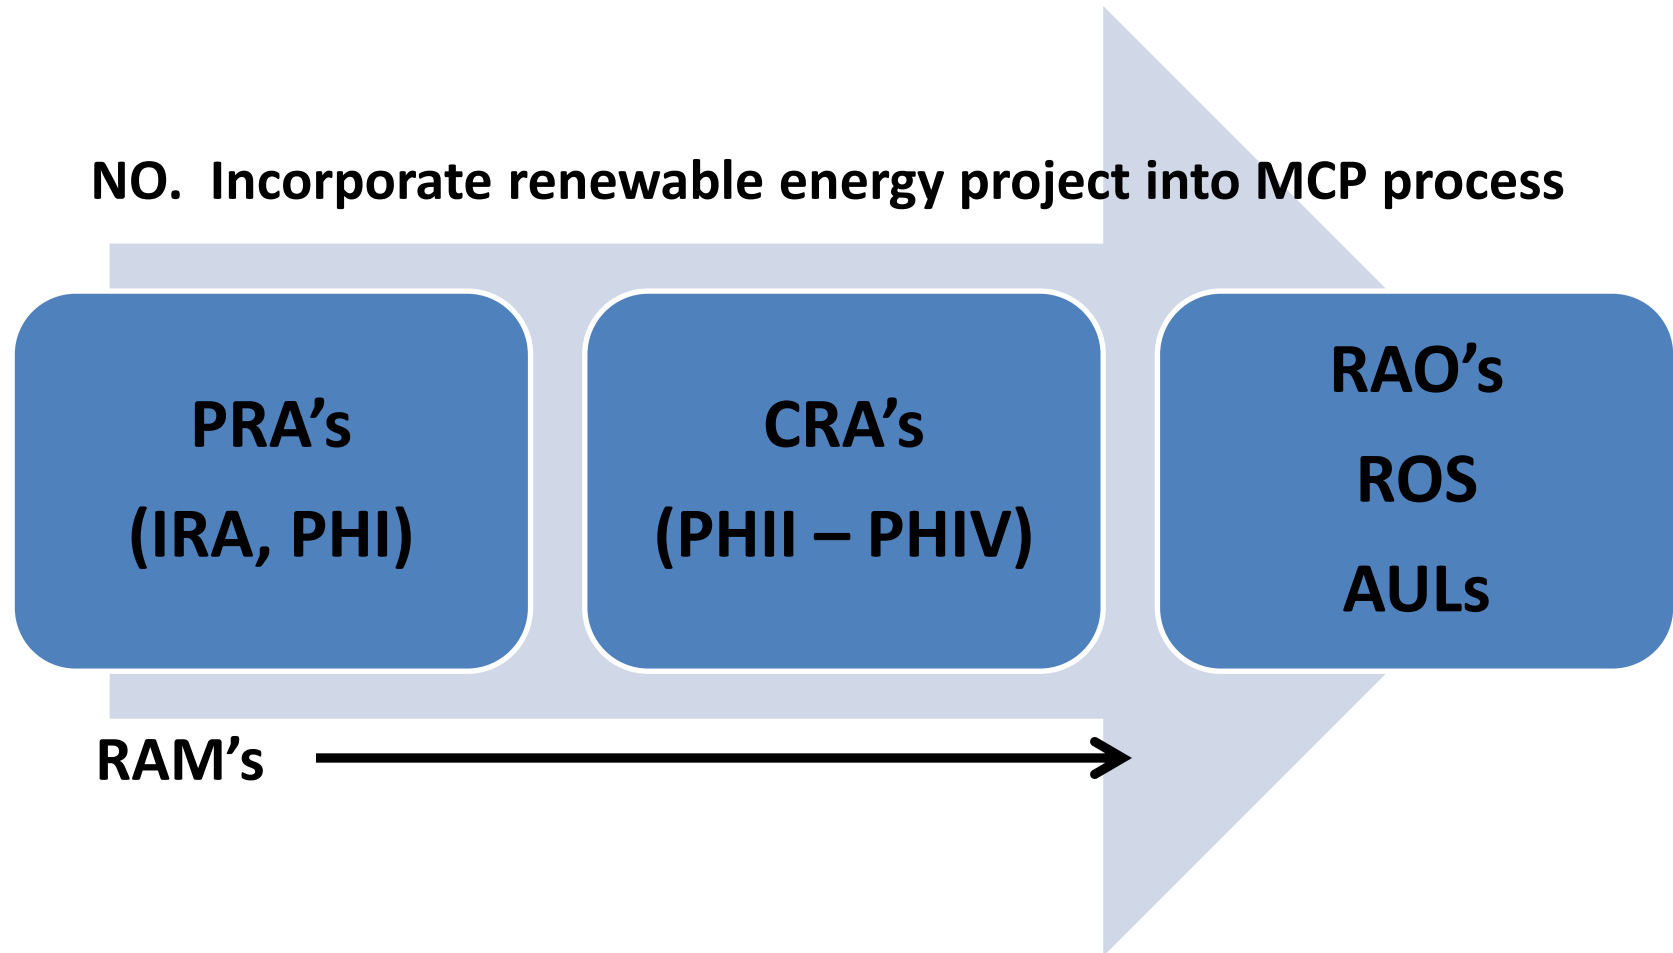 NO.  Incorporate renewable energy project into MCP process
PRA’s
(IRA, PHI)
CRA’s
(PHII – PHIV)
RAO’s
ROS
AULs
RAM’s